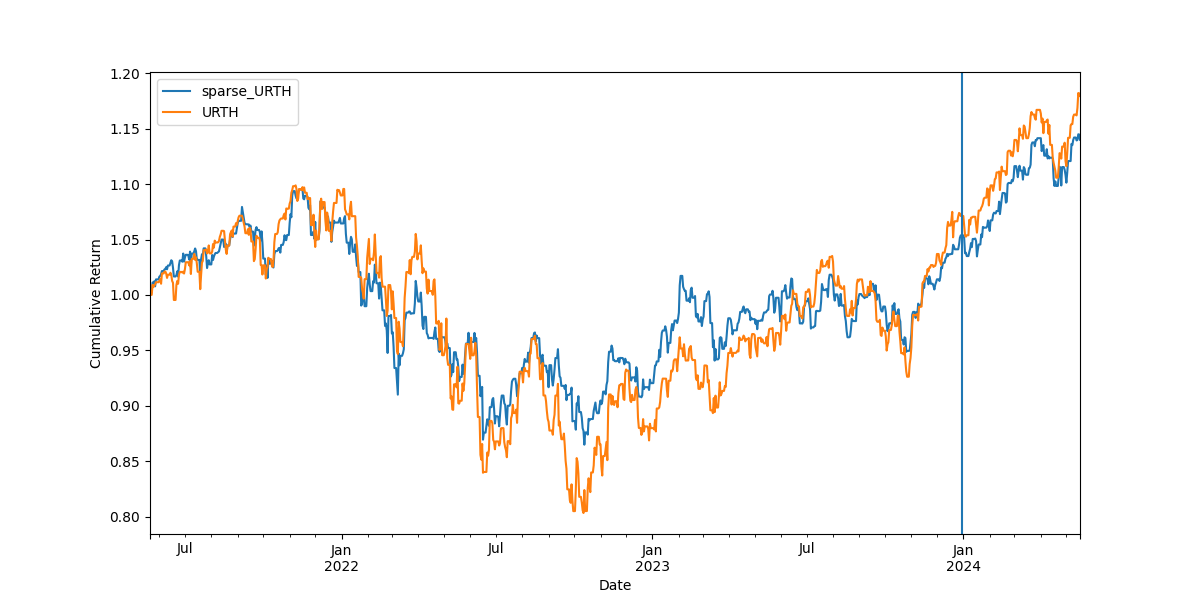 1.20
1.15
1.10
1.05
1.00
0.95
0.90
0.85
0.80
Cumulative Return
sparse_URTH
URTH
Jul
Jan
2022
Jul
Jan
2023
Jul
Jan
2024
Date